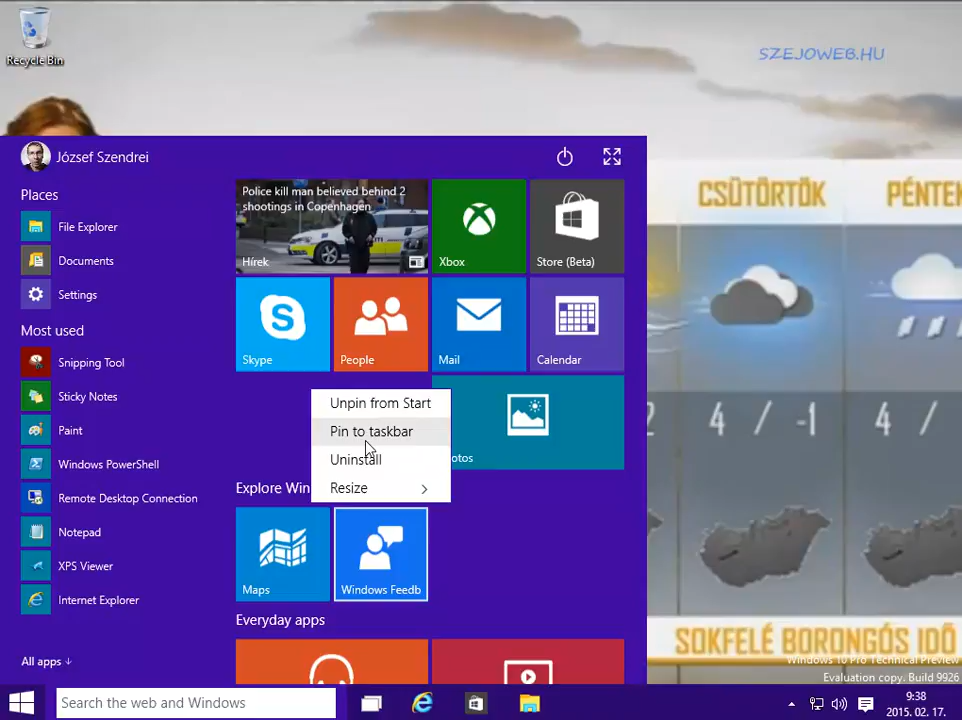 Recycle Bin
SZEJOWEB.HU
CSÜTÖRTÖK
PÉNTEK
József Szendrei
Places
File Explorer
Documents
Settings
Most used
Snipping Tool
Sticky Notes
Paint
Windows PowerShell
Remote Desktop Connection
Notepad
XPS Viewer
Internet Explorer
All apps
Police kill man believed behind 2
shootings in Copenhagen
Hírek
Xbox
Store (Beta)
Skype
People
Mail
Calendar
Unpin from Start
Pin to taskbar
Uninstall
Resize
otos
Explore Win
Maps
Windows Feedb
Everyday apps
2
4 / -1
4 /
SOKFELÉ BORONGÓS IDŐ
Windows 10 Pro Technical Preview
Evaluation copy. Build 9926
Search the web and Windows
9:38
2015. 02. 17.